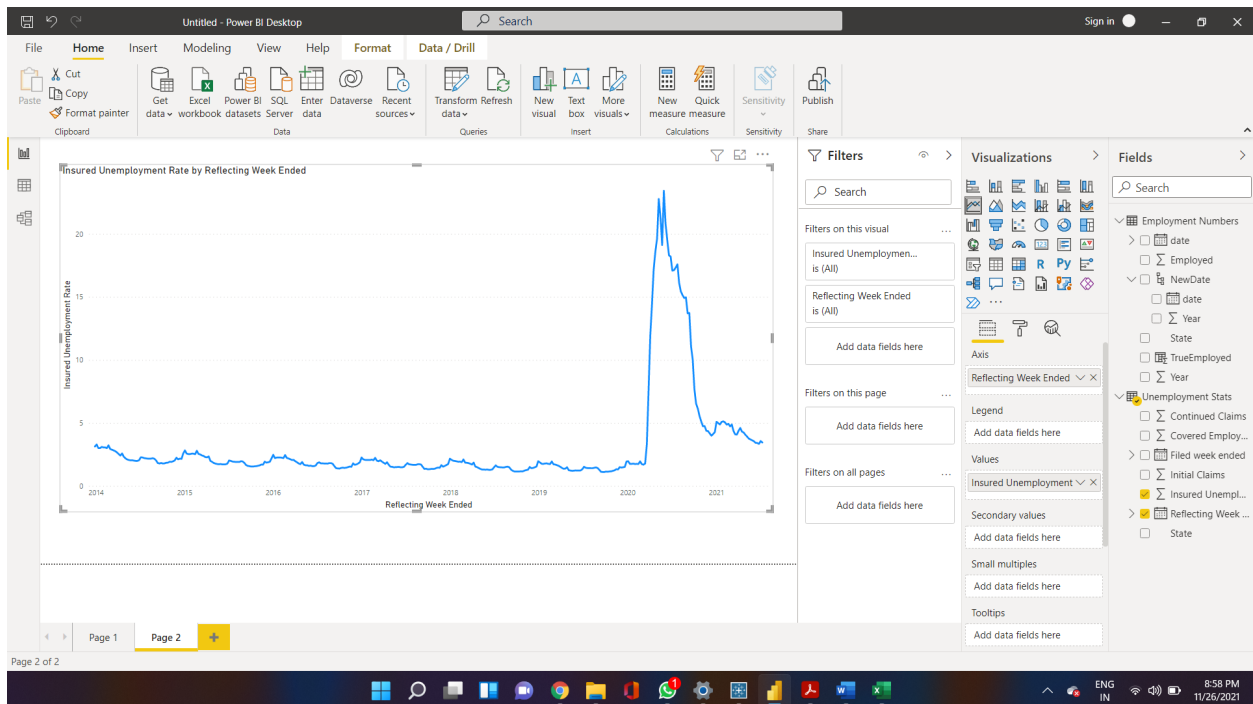 Untitled - Power BI Desktop
Search
Sign in
File Home Insert Modeling View Help Format Data / Drill
Paste
Cut
Copy
Format painter
Clipboard
Get data
Excel workbook
Power BI datasets
SQL Server
Enter data
Dataverse
Recent sources
Data
Transform data
Refresh
Queries
New visual
Text box
More visuals
Insert
New measure
Quick measure
Calculations
Sensitivity
Sensitivity
Publish
Share
Insured Unemployment Rate by Reflecting Week Ended
Insured Unemployment Rate
20
15
10
5
0
2014 2015 2016 2017 2018 2019 2020 2021
Reflecting Week Ended
Filters
Search
Filters on this visual
Insured Unemploymen...
is (All)
Reflecting Week Ended
is (All)
Add data fields here
Filters on this page
Add data fields here
Filters on all pages
Add data fields here
Visualizations
123
R Py
Axis
Reflecting Week Ended
Legend
Add data fields here
Values
Insured Unemployment
Secondary values
Add data fields here
Small multiples
Add data fields here
Tooltips
Add data fields here
Fields
Search
Employment Numbers
date
Employed
NewDate
date
Year
State
TrueEmployed
Year
Unemployment Stats
Continued Claims
Covered Employ...
Filed week ended
Initial Claims
Insured Unempl...
Reflecting Week ...
State
Page 1 Page 2
Page 2 of 2
1
ENG
IN
8:58 PM
11/26/2021